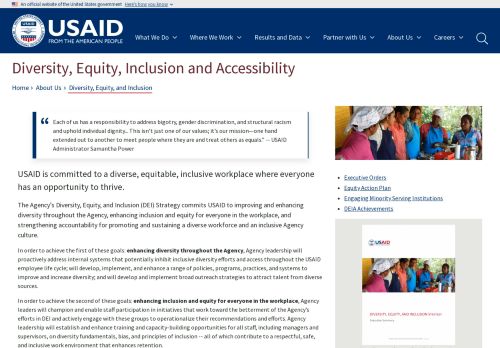 An official website of the United States government Here's how you know
USAID
FROM THE AMERICAN PEOPLE
What We Do
Where We Work
Results and Data
Partner with Us
About Us
Careers
Diversity, Equity, Inclusion and Accessibility
Home › About Us › Diversity, Equity, and Inclusion
Each of us has a responsibility to address bigotry, gender discrimination, and structural racism
and uphold individual dignity... This isn't just one of our values; it's our mission—one hand
extended out to another to meet people where they are and treat others as equals." -- USAID
Administrator Samantha Power
USAID is committed to a diverse, equitable, inclusive workplace where everyone
has an opportunity to thrive.
The Agency's Diversity, Equity, and Inclusion (DEI) Strategy commits USAID to improving and enhancing
diversity throughout the Agency, enhancing inclusion and equity for everyone in the workplace, and
strengthening accountability for promoting and sustaining a diverse workforce and an inclusive Agency
culture.
In order to achieve the first of these goals: enhancing diversity throughout the Agency, Agency leadership will
proactively address internal systems that potentially inhibit inclusive diversity efforts and access throughout the USAID
employee life cycle; will develop, implement, and enhance a range of policies, programs, practices, and systems to
improve and increase diversity; and will develop and implement broad outreach strategies to attract talent from diverse
sources.
In order to achieve the second of these goals: enhancing inclusion and equity for everyone in the workplace, Agency
leaders will champion and enable staff participation in initiatives that work toward the betterment of the Agency's
efforts in DEI and actively engage with these groups to operationalize their recommendations and efforts. Agency
leadership will establish and enhance training and capacity-building opportunities for all staff, including managers and
supervisors, on diversity fundamentals, bias, and principles of inclusion -- all of which contribute to a respectful, safe,
and inclusive work environment that enhances retention.
Executive Orders
Equity Action Plan
Engaging Minority Serving Institutions
DEIA Achievements
USAID
DIVERSITY, EQUITY, AND INCLUSION